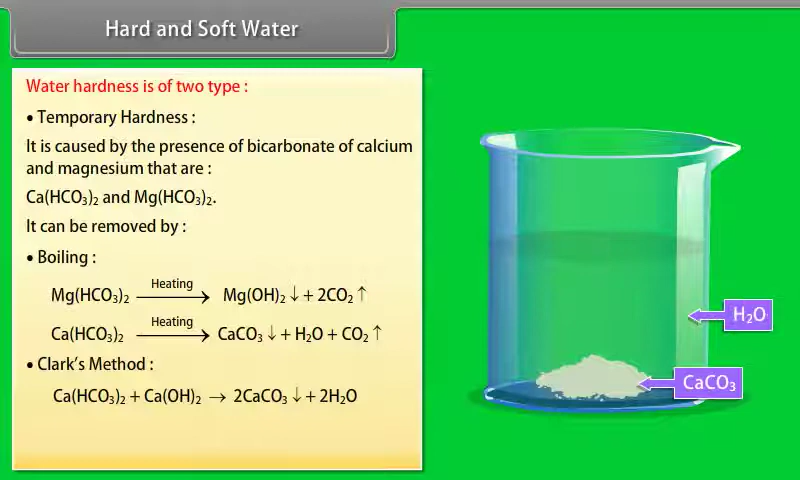 Hard and Soft Water
Water hardness is of two type :
• Temporary Hardness :
It is caused by the presence of bicarbonate of calcium
and magnesium that are :
Ca(HCO₃)₂ and Mg(HCO₃)₂.
It can be removed by :
• Boiling :
Mg(HCO₃)₂ Heating ⟶ Mg(OH)₂ ↓ + 2CO₂ ↑
Ca(HCO₃)₂ Heating ⟶ CaCO₃ ↓ + H₂O + CO₂ ↑
• Clark's Method :
Ca(HCO₃)₂ + Ca(OH)₂ → 2CaCO₃ ↓ + 2H₂O
H₂O
CaCO₃